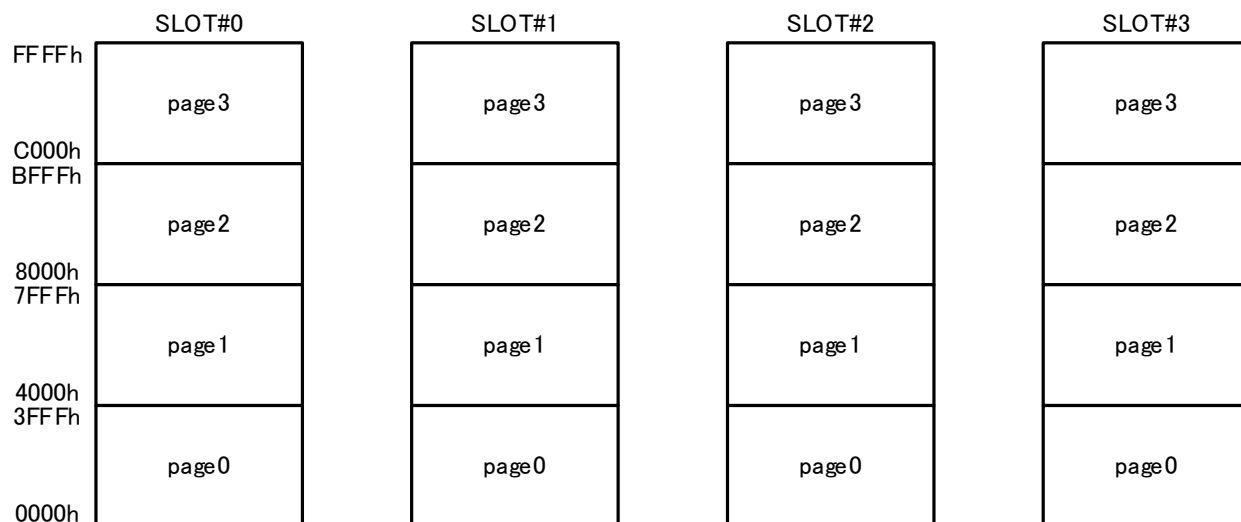 SLOT#0 SLOT#1 SLOT#2 SLOT#3
FFFFh
page3 page3 page3 page3
C000h
BFFFh
page2 page2 page2 page2
8000h
7FFFh
page1 page1 page1 page1
4000h
3FFFh
page0 page0 page0 page0
0000h